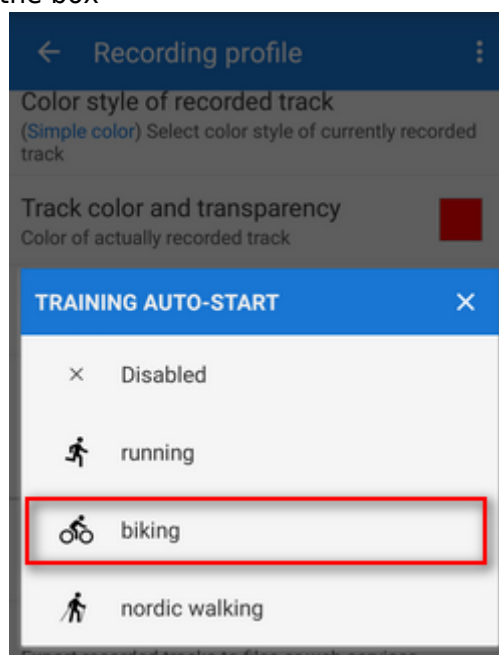 the box
Recording profile
Color style of recorded track
(Simple color) Select color style of currently recorded
track
Track color and transparency
Color of actually recorded track
TRAINING AUTO-START
Disabled
running
biking
nordic walking